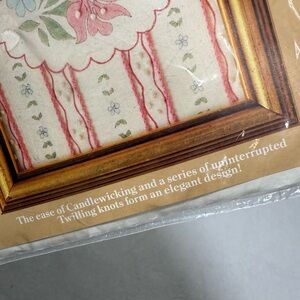 The ease of Candlewicking and a series of uninterrupted
Twilling knots form an elegant design!